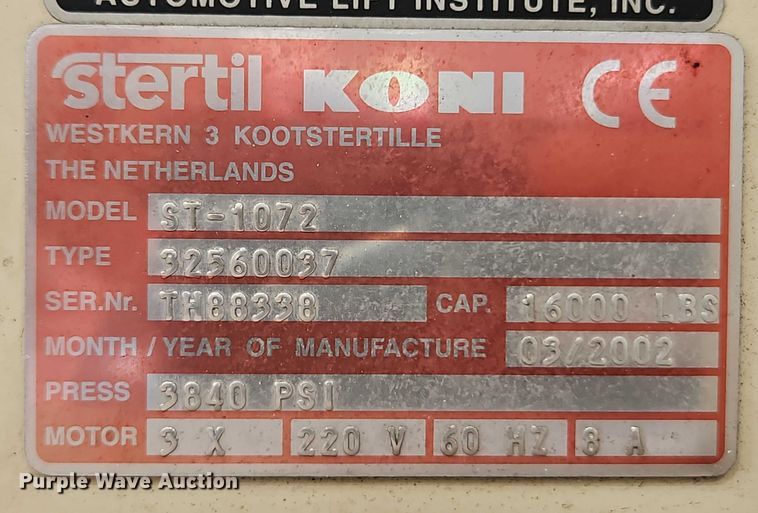 AUTOMOTIVE LIFT INSTITUTE, INC.
stertil KONI CE
WESTKERN 3 KOOTSTERTILLE
THE NETHERLANDS
MODEL ST-1072
TYPE 32560037
SER.Nr. TH88338 CAP. 16000 LBS
MONTH / YEAR OF MANUFACTURE 03/2002
PRESS 3840 PSI
MOTOR 3 X 220 V 60 HZ 8 A
Purple Wave Auction